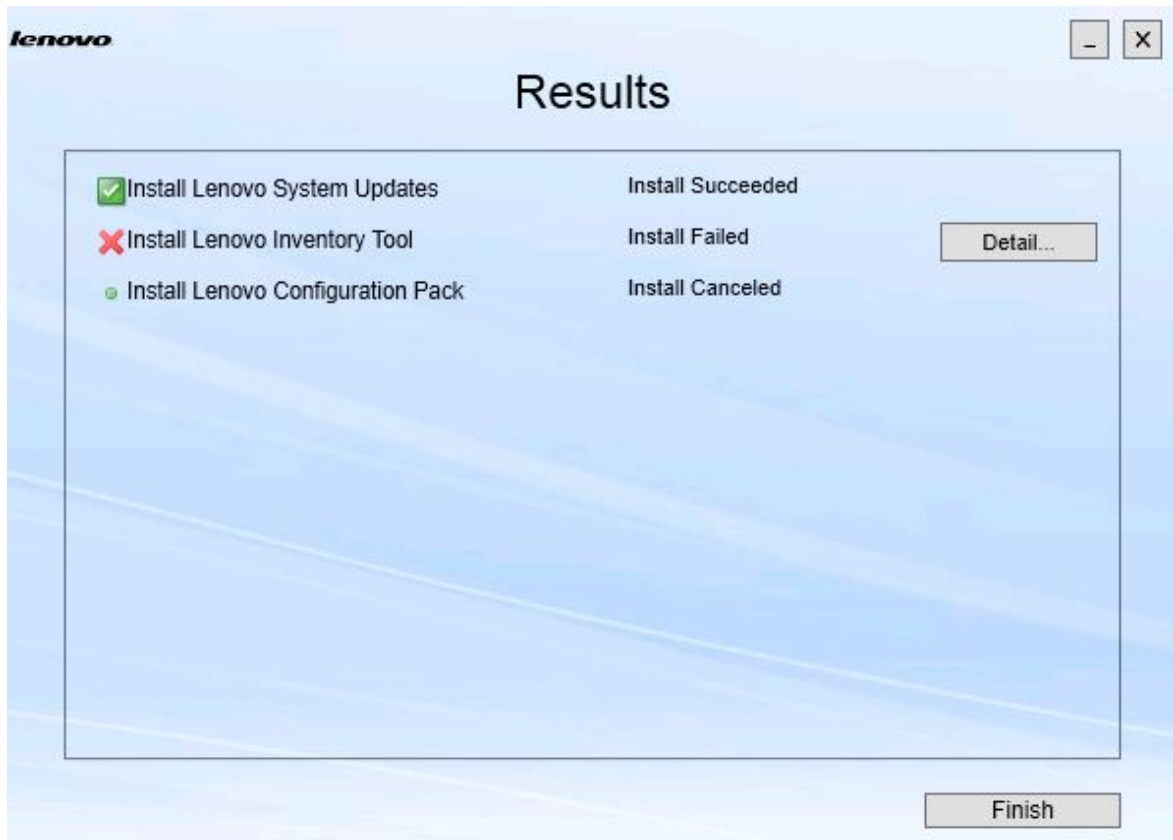 lenovo
Results
Install Lenovo System Updates Install Succeeded
Install Lenovo Inventory Tool Install Failed Detail...
Install Lenovo Configuration Pack Install Canceled
Finish